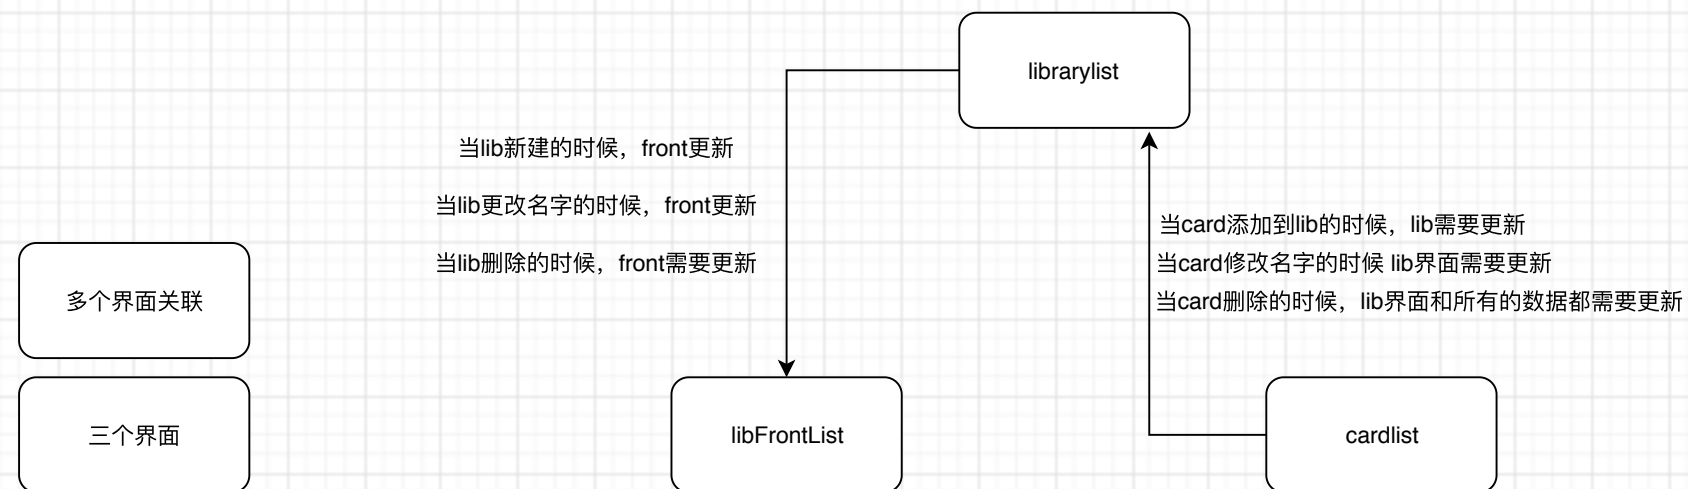 librarylist
当lib新建的时候，front更新
当lib更改名字的时候，front更新
当lib删除的时候，front需要更新
当card添加到lib的时候，lib需要更新
当card修改名字的时候 lib界面需要更新
当card删除的时候，lib界面和所有的数据都需要更新
多个界面关联
三个界面
libFrontList
cardlist